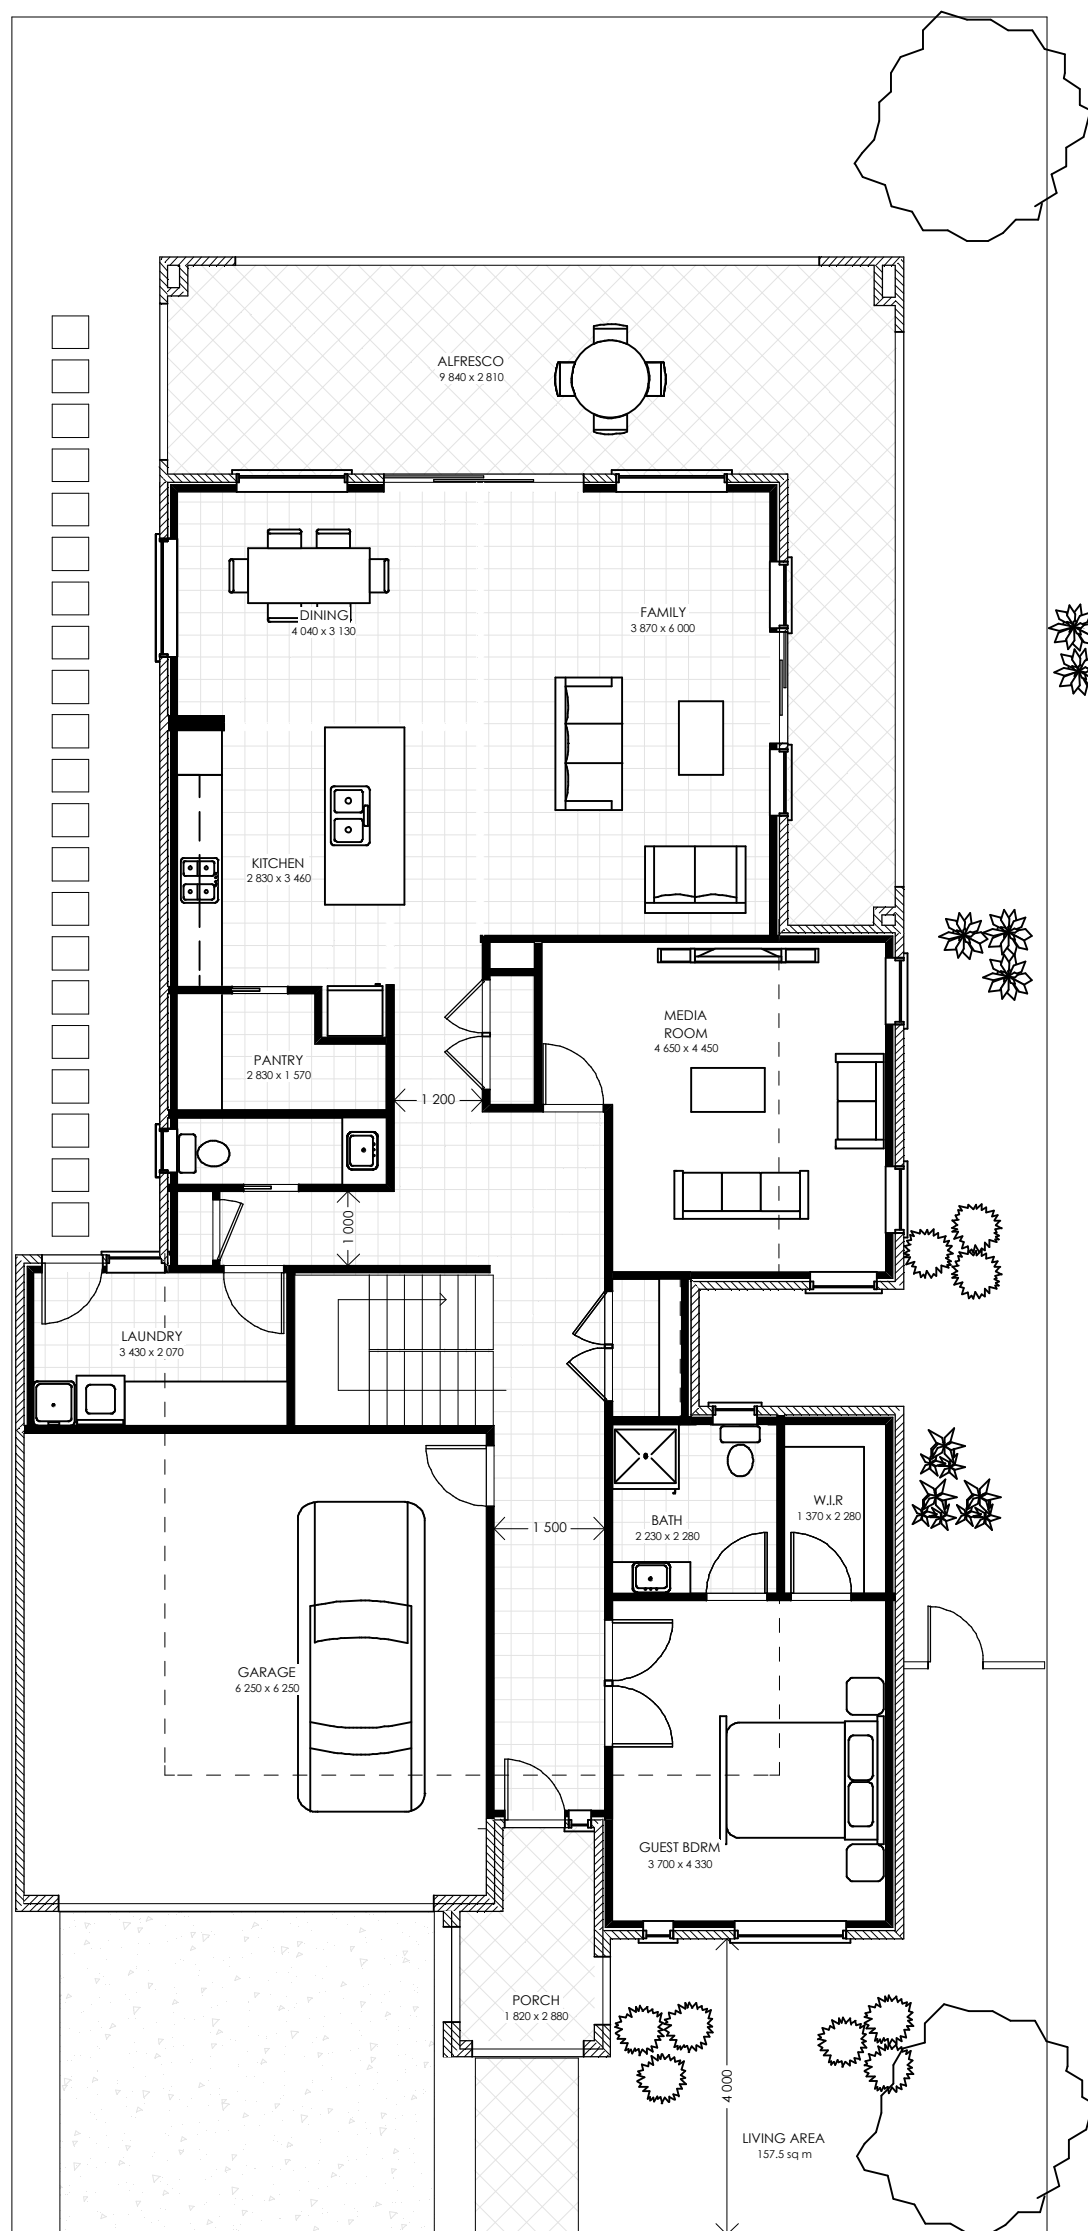 ALFRESCO
9 840 x 2 810
DINING
4 040 x 3 130
FAMILY
3 870 x 6 000
KITCHEN
2 830 x 3 460
MEDIA
ROOM
4 650 x 4 450
PANTRY
2 830 x 1 570
1 200
1 000
LAUNDRY
3 430 x 2 070
W.I.R
1 370 x 2 280
BATH
2 230 x 2 280
1 500
GARAGE
6 250 x 6 250
GUEST BDRM
3 700 x 4 330
PORCH
1 820 x 2 880
4 000
LIVING AREA
157.5 sq m